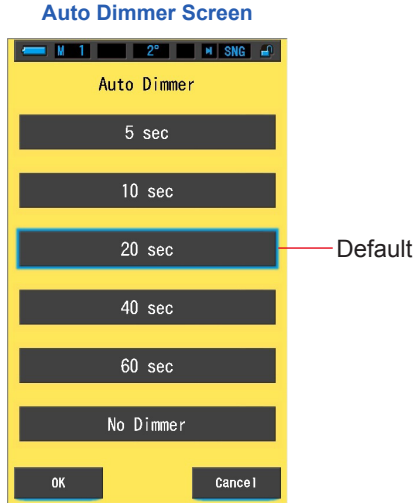 Auto Dimmer Screen
M 1 2° SNG
Auto Dimmer
5 sec
10 sec
20 sec
Default
40 sec
60 sec
No Dimmer
OK Cancel